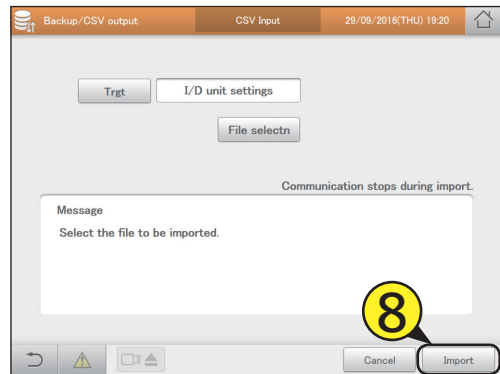 Backup/CSV output CSV Input 29/09/2016(THU) 19:20
Trgt I/D unit settings
File selectn
Communication stops during import.
Message
Select the file to be imported.
8
Cancel Import